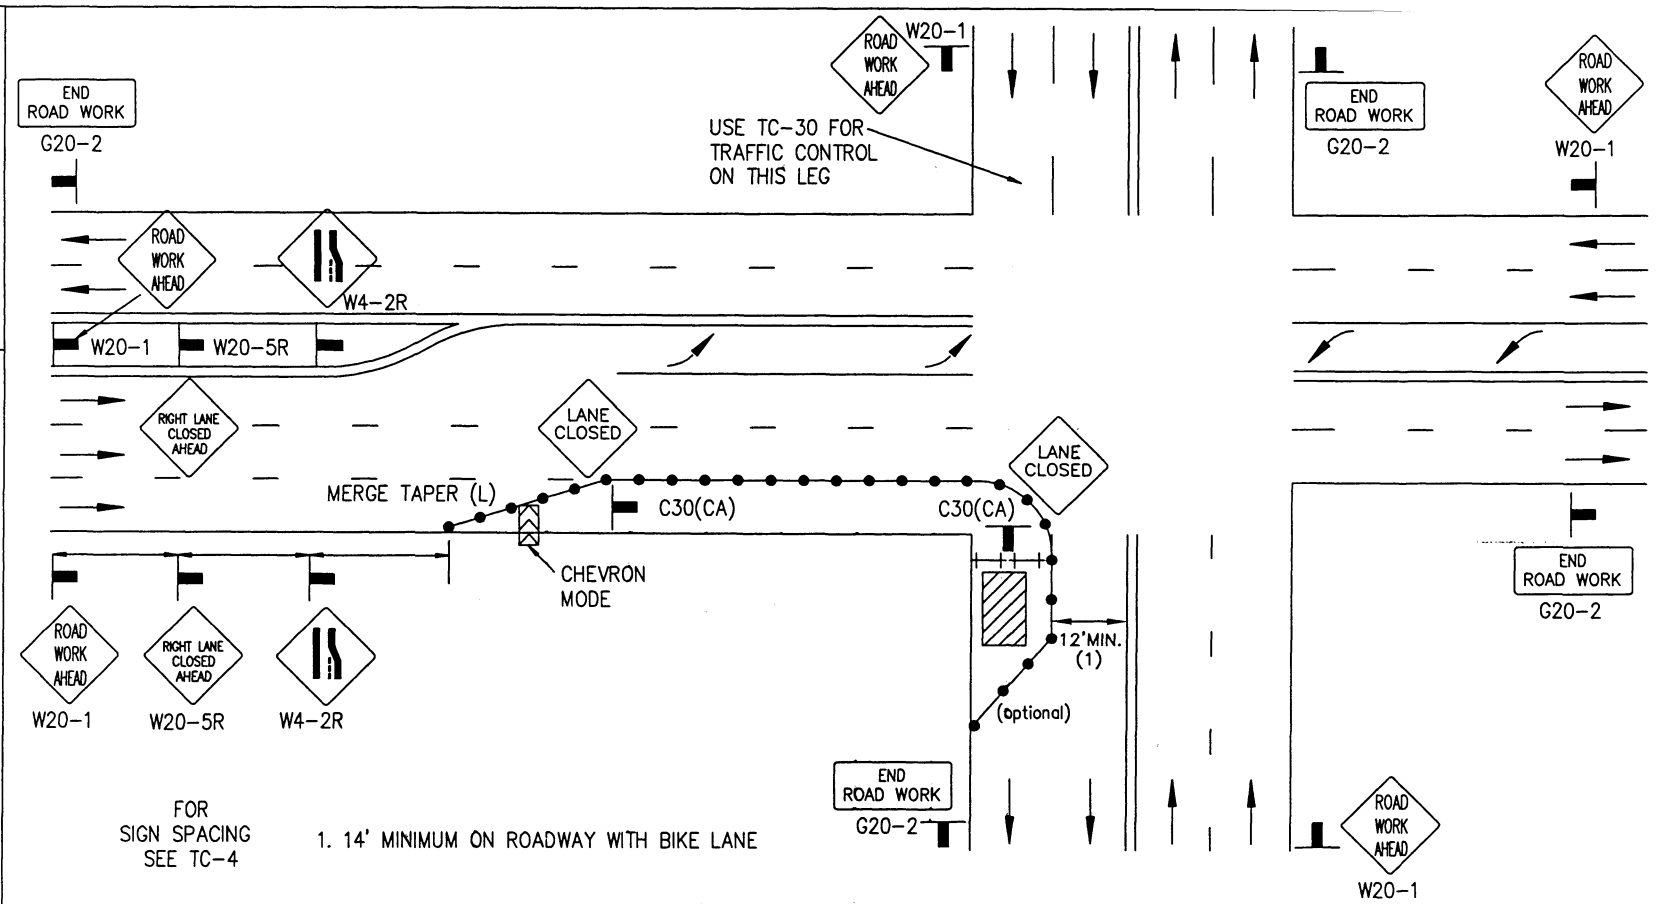 ROAD
WORK
AHEAD
W20-1
END
ROAD WORK
G20-2
USE TC-30 FOR
TRAFFIC CONTROL
ON THIS LEG
END
ROAD WORK
G20-2
ROAD
WORK
AHEAD
W20-1
ROAD
WORK
AHEAD
W4-2R
W20-1
W20-5R
RIGHT LANE
CLOSED
AHEAD
LANE
CLOSED
LANE
CLOSED
MERGE TAPER (L)
C30(CA)
C30(CA)
CHEVRON
MODE
END
ROAD WORK
G20-2
ROAD
WORK
AHEAD
W20-1
RIGHT LANE
CLOSED
AHEAD
W20-5R
W4-2R
12'MIN.
(1)
(optional)
END
ROAD WORK
G20-2
ROAD
WORK
AHEAD
W20-1
FOR
SIGN SPACING
SEE TC-4
1. 14' MINIMUM ON ROADWAY WITH BIKE LANE